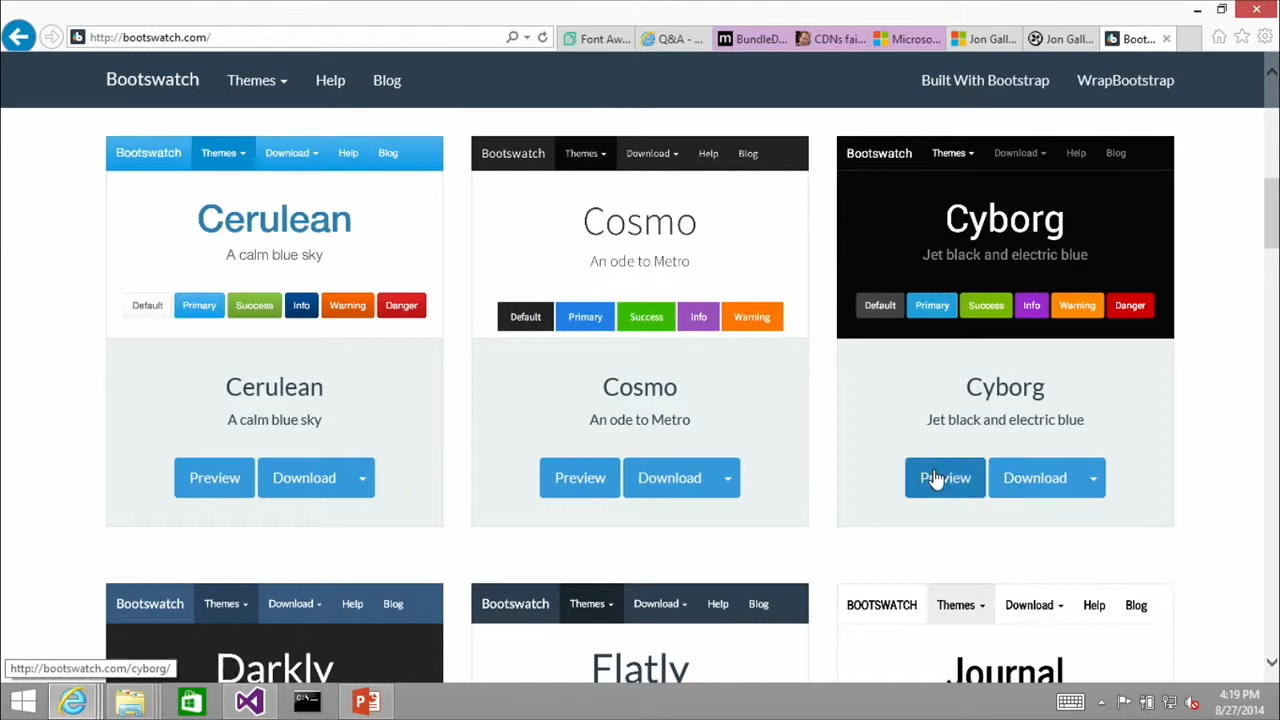 http://bootswatch.com/
Font Aw...
Q&A - ...
BundleD...
CDNs fai...
Microso...
Jon Gall...
Jon Gall...
Boot...
Bootswatch Themes Help Blog Built With Bootstrap WrapBootstrap
Bootswatch Themes Download Help Blog
Cerulean
A calm blue sky
Default Primary Success Info Warning Danger
Cerulean
A calm blue sky
Preview Download
Bootswatch Themes Download Help Blog
Cosmo
An ode to Metro
Default Primary Success Info Warning
Cosmo
An ode to Metro
Preview Download
Bootswatch Themes Download Help Blog
Cyborg
Jet black and electric blue
Default Primary Success Info Warning Danger
Cyborg
Jet black and electric blue
Preview Download
Bootswatch Themes Download Help Blog
Darkly
Bootswatch Themes Download Help Blog
Flatly
BOOTSWATCH Themes Download Help Blog
Journal
http://bootswatch.com/cyborg/
4:19 PM
8/27/2014